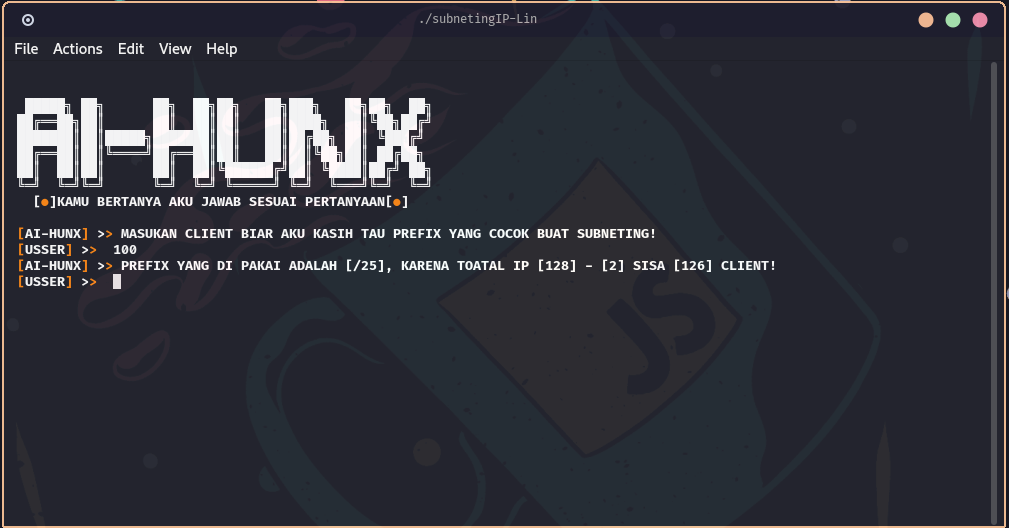 ./subnetingIP-Lin
File Actions Edit View Help
AI-HUNX
[●]KAMU BERTANYA AKU JAWAB SESUAI PERTANYAAN[●]
[AI-HUNX] >> MASUKAN CLIENT BIAR AKU KASIH TAU PREFIX YANG COCOK BUAT SUBNETING!
[USSER] >> 100
[AI-HUNX] >> PREFIX YANG DI PAKAI ADALAH [/25], KARENA TOATAL IP [128] - [2] SISA [126] CLIENT!
[USSER] >>
JS